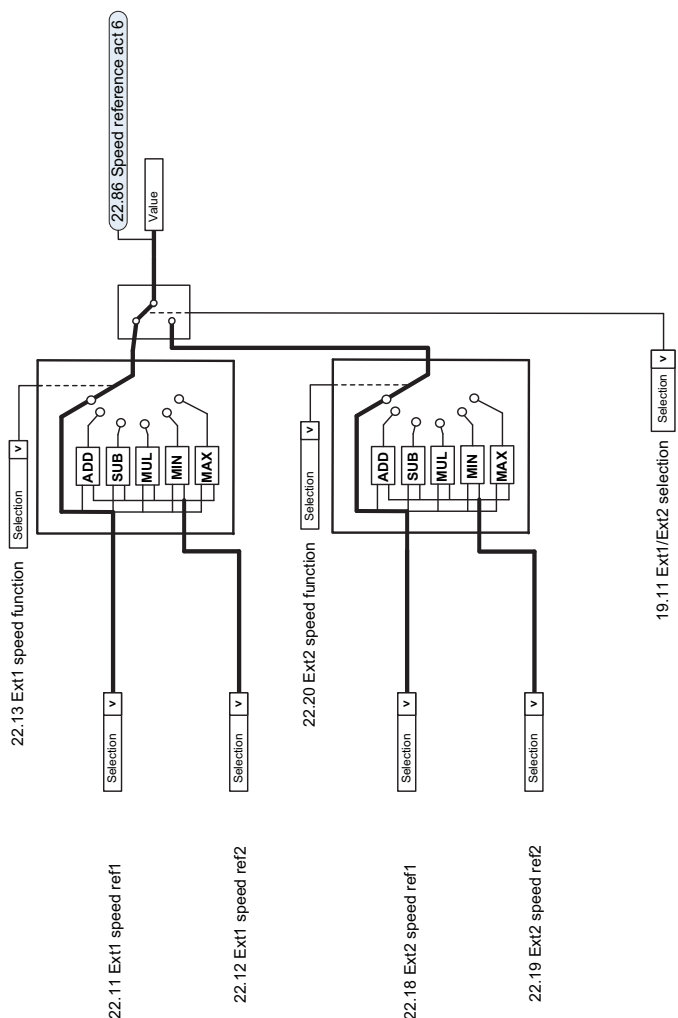 22.13 Ext1 speed function
Selection v
22.11 Ext1 speed ref1
Selection v
ADD
SUB
MUL
MIN
MAX
22.86 Speed reference act 6
Value
22.12 Ext1 speed ref2
Selection v
22.20 Ext2 speed function
Selection v
22.18 Ext2 speed ref1
Selection v
ADD
SUB
MUL
MIN
MAX
22.19 Ext2 speed ref2
Selection v
19.11 Ext1/Ext2 selection
Selection v